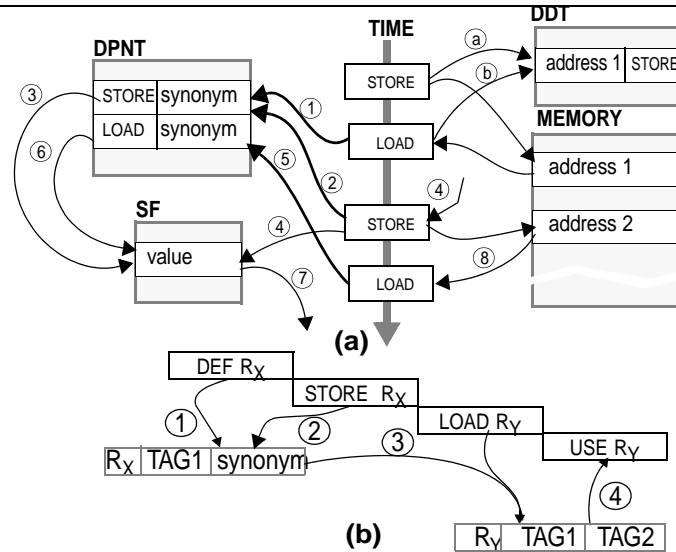 TIME
DDT
DPNT
ⓐ
address 1 STORE
STORE
③ STORE synonym
① ⓑ
MEMORY
LOAD synonym
LOAD
⑥ ⑤
address 1
② ④
SF
STORE
④
address 2
value
⑦
⑧
LOAD
(a)
DEF RX
STORE RX
① ②
LOAD RY
③
USE RY
RX TAG1 synonym
④
(b)
RY TAG1 TAG2